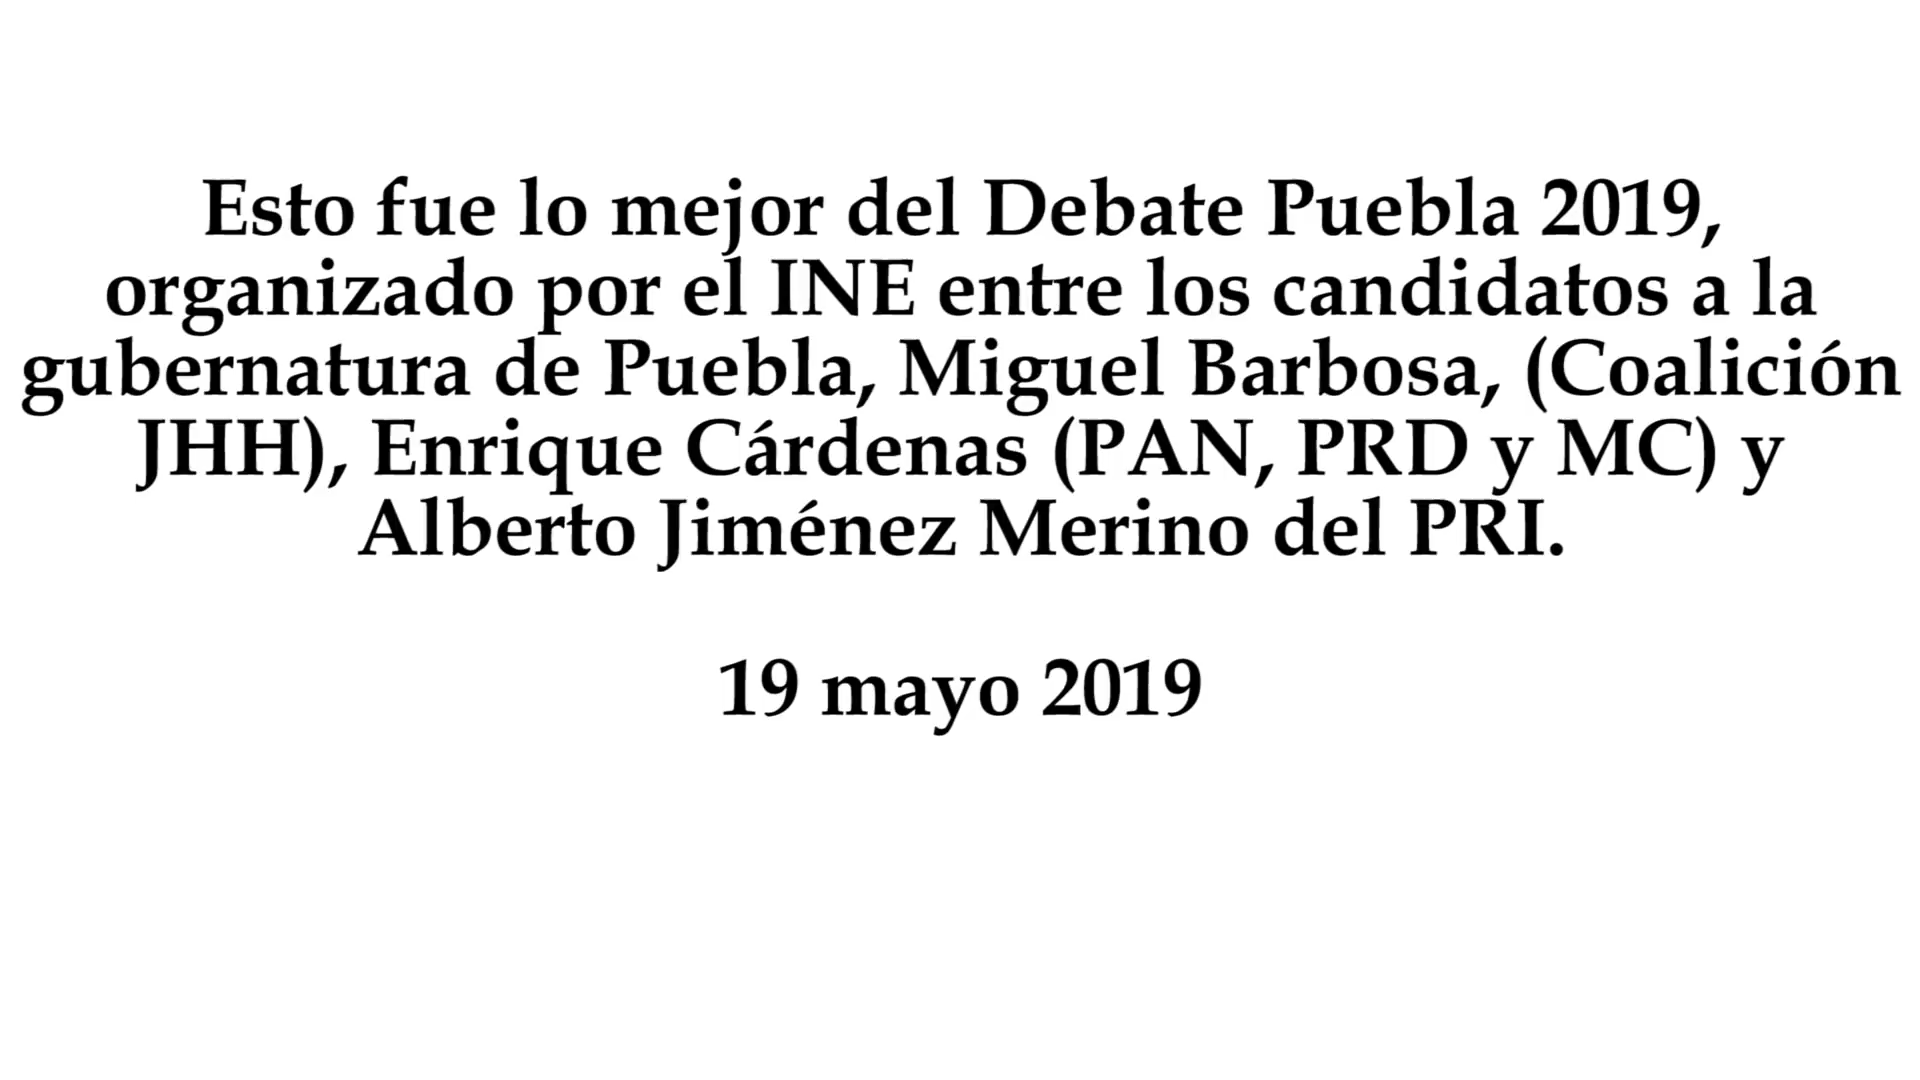 Esto fue lo mejor del Debate Puebla 2019,
organizado por el INE entre los candidatos a la
gubernatura de Puebla, Miguel Barbosa, (Coalición
JHH), Enrique Cárdenas (PAN, PRD y MC) y
Alberto Jiménez Merino del PRI.
19 mayo 2019